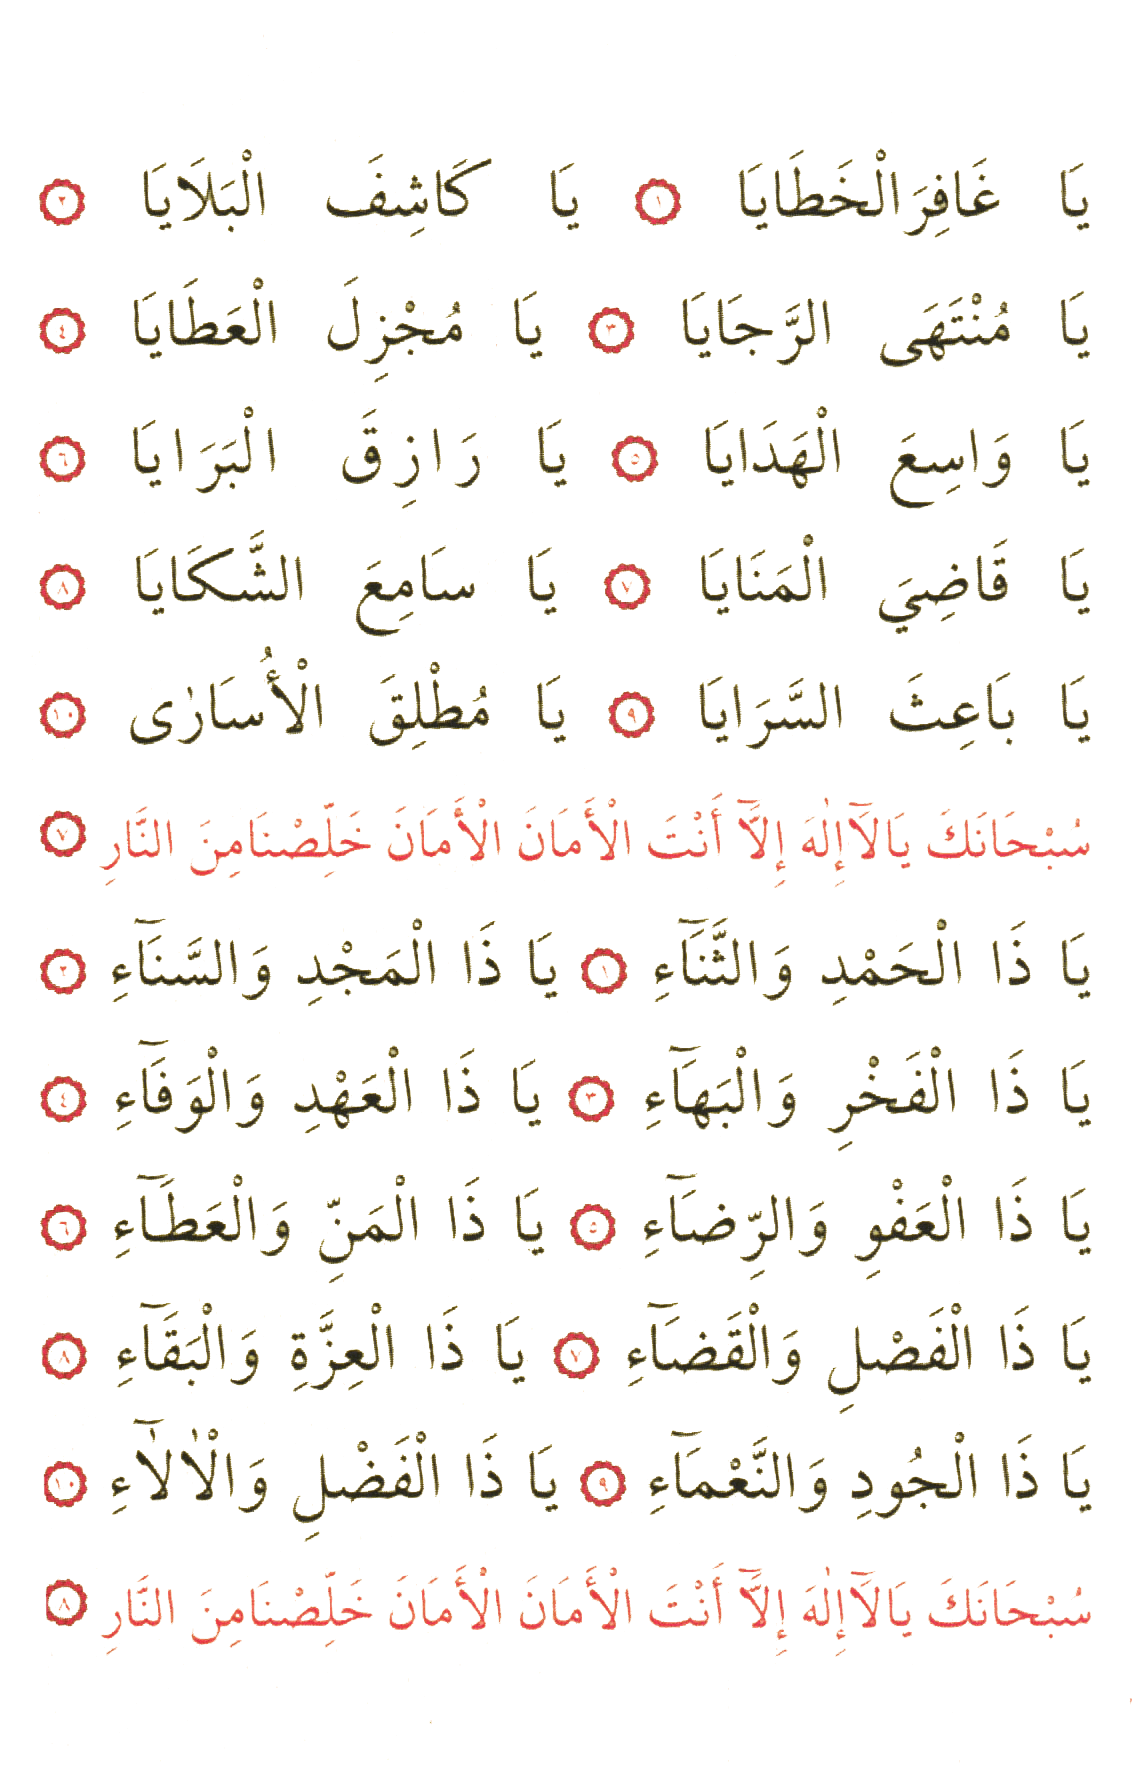 يَا غَافِرَ الْخَطَايَا ١ يَا كَاشِفَ الْبَلَايَا ٢
يَا مُنْتَهَى الرَّجَايَا ٣ يَا مُجْزِلَ الْعَطَايَا ٤
يَا وَاسِعَ الْهَدَايَا ٥ يَا رَازِقَ الْبَرَايَا ٦
يَا قَاضِيَ الْمَنَايَا ٧ يَا سَامِعَ الشَّكَايَا ٨
يَا بَاعِثَ السَّرَايَا ٩ يَا مُطْلِقَ الْأُسَارٰى ١٠
سُبْحَانَكَ يَا لَآ إِلٰهَ إِلَّآ أَنْتَ الْأَمَانَ الْأَمَانَ خَلِّصْنَا مِنَ النَّارِ ٧
يَا ذَا الْحَمْدِ وَالثَّنَآءِ ١ يَا ذَا الْمَجْدِ وَالسَّنَآءِ ٢
يَا ذَا الْفَخْرِ وَالْبَهَآءِ ٣ يَا ذَا الْعَهْدِ وَالْوَفَآءِ ٤
يَا ذَا الْعَفْوِ وَالرِّضَآءِ ٥ يَا ذَا الْمَنِّ وَالْعَطَآءِ ٦
يَا ذَا الْفَصْلِ وَالْقَضَآءِ ٧ يَا ذَا الْعِزَّةِ وَالْبَقَآءِ ٨
يَا ذَا الْجُودِ وَالنَّعْمَآءِ ٩ يَا ذَا الْفَضْلِ وَالْاٰلَآءِ ١٠
سُبْحَانَكَ يَا لَآ إِلٰهَ إِلَّآ أَنْتَ الْأَمَانَ الْأَمَانَ خَلِّصْنَا مِنَ النَّارِ ٨